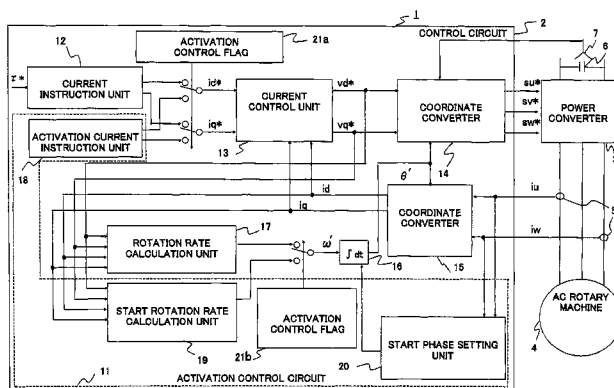 1
2
CONTROL CIRCUIT
21a
ACTIVATION
CONTROL FLAG
12
7
6
τ*
CURRENT
INSTRUCTION UNIT
id*
iq*
CURRENT
CONTROL UNIT
13
vd*
vq*
COORDINATE
CONVERTER
14
su*
sv*
sw*
POWER
CONVERTER
ACTIVATION CURRENT
INSTRUCTION UNIT
18
id
iq
θ'
iu
iw
COORDINATE
CONVERTER
15
17
ROTATION RATE
CALCULATION UNIT
ω'
∫ dt
16
START ROTATION RATE
CALCULATION UNIT
19
ACTIVATION
CONTROL FLAG
21b
START PHASE SETTING
UNIT
20
AC ROTARY
MACHINE
4
11
ACTIVATION CONTROL CIRCUIT